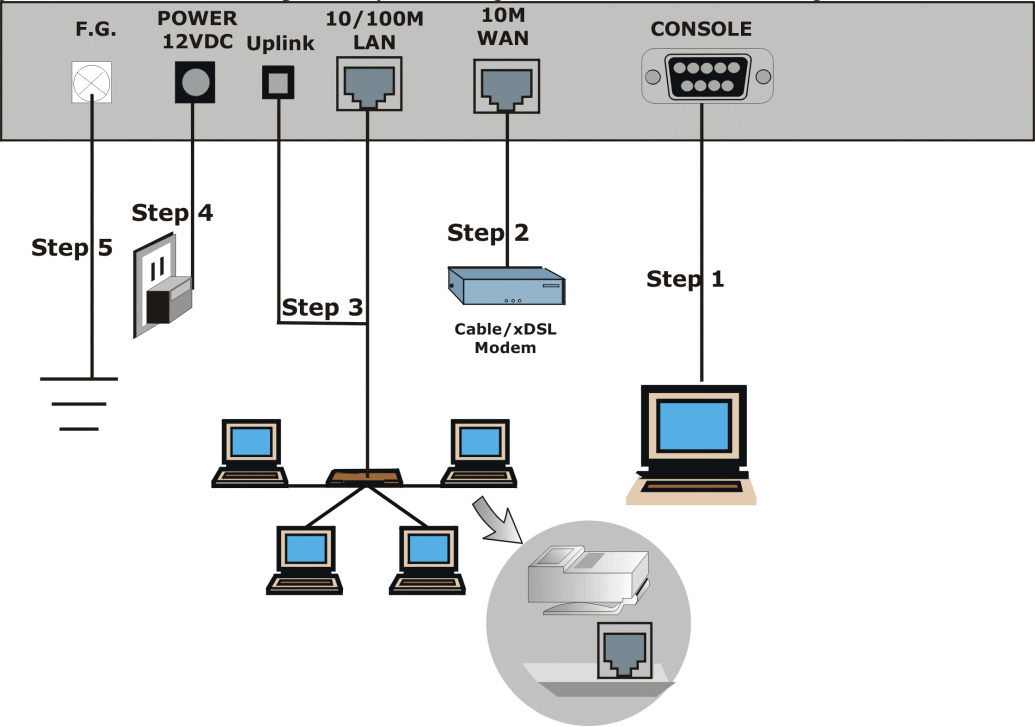 F.G.
POWER
12VDC
Uplink
10/100M
LAN
10M
WAN
CONSOLE
Step 4
Step 5
Step 2
Step 1
Step 3
Cable/xDSL
Modem